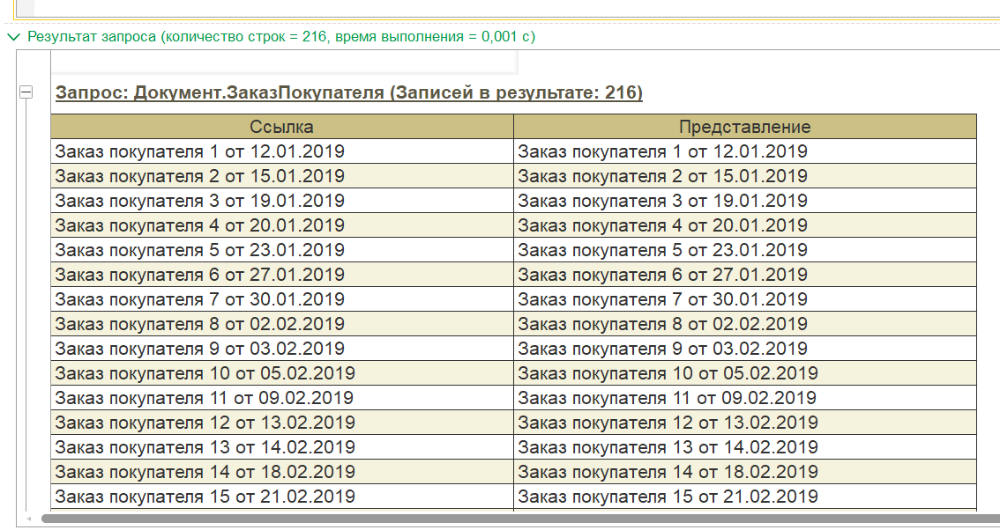 Результат запроса (количество строк = 216, время выполнения = 0,001 с)
Запрос: Документ.ЗаказПокупателя (Записей в результате: 216)
Ссылка Представление
Заказ покупателя 1 от 12.01.2019 Заказ покупателя 1 от 12.01.2019
Заказ покупателя 2 от 15.01.2019 Заказ покупателя 2 от 15.01.2019
Заказ покупателя 3 от 19.01.2019 Заказ покупателя 3 от 19.01.2019
Заказ покупателя 4 от 20.01.2019 Заказ покупателя 4 от 20.01.2019
Заказ покупателя 5 от 23.01.2019 Заказ покупателя 5 от 23.01.2019
Заказ покупателя 6 от 27.01.2019 Заказ покупателя 6 от 27.01.2019
Заказ покупателя 7 от 30.01.2019 Заказ покупателя 7 от 30.01.2019
Заказ покупателя 8 от 02.02.2019 Заказ покупателя 8 от 02.02.2019
Заказ покупателя 9 от 03.02.2019 Заказ покупателя 9 от 03.02.2019
Заказ покупателя 10 от 05.02.2019 Заказ покупателя 10 от 05.02.2019
Заказ покупателя 11 от 09.02.2019 Заказ покупателя 11 от 09.02.2019
Заказ покупателя 12 от 13.02.2019 Заказ покупателя 12 от 13.02.2019
Заказ покупателя 13 от 14.02.2019 Заказ покупателя 13 от 14.02.2019
Заказ покупателя 14 от 18.02.2019 Заказ покупателя 14 от 18.02.2019
Заказ покупателя 15 от 21.02.2019 Заказ покупателя 15 от 21.02.2019